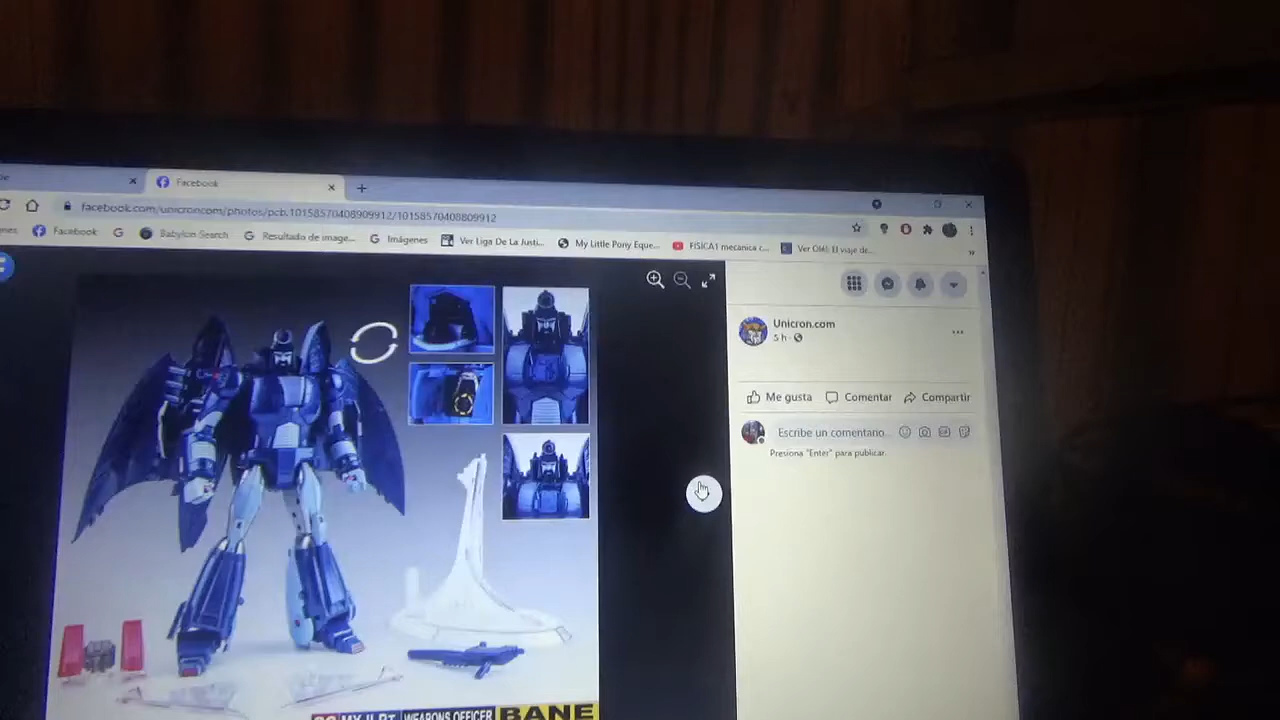 Facebook
facebook.com/unicroncom/photos/pcb.10158570408909912/10158570408809912
Facebook
Babylon Search
Resultado de image...
Imágenes
Ver Liga De La Justi...
My Little Pony Eque...
FISICA1 mecanica c...
Ver Olé! El viaje de...
Unicron.com
5 h
Me gusta Comentar Compartir
Escribe un comentario...
Presiona "Enter" para publicar.
WEAPONS OFFICER BANE